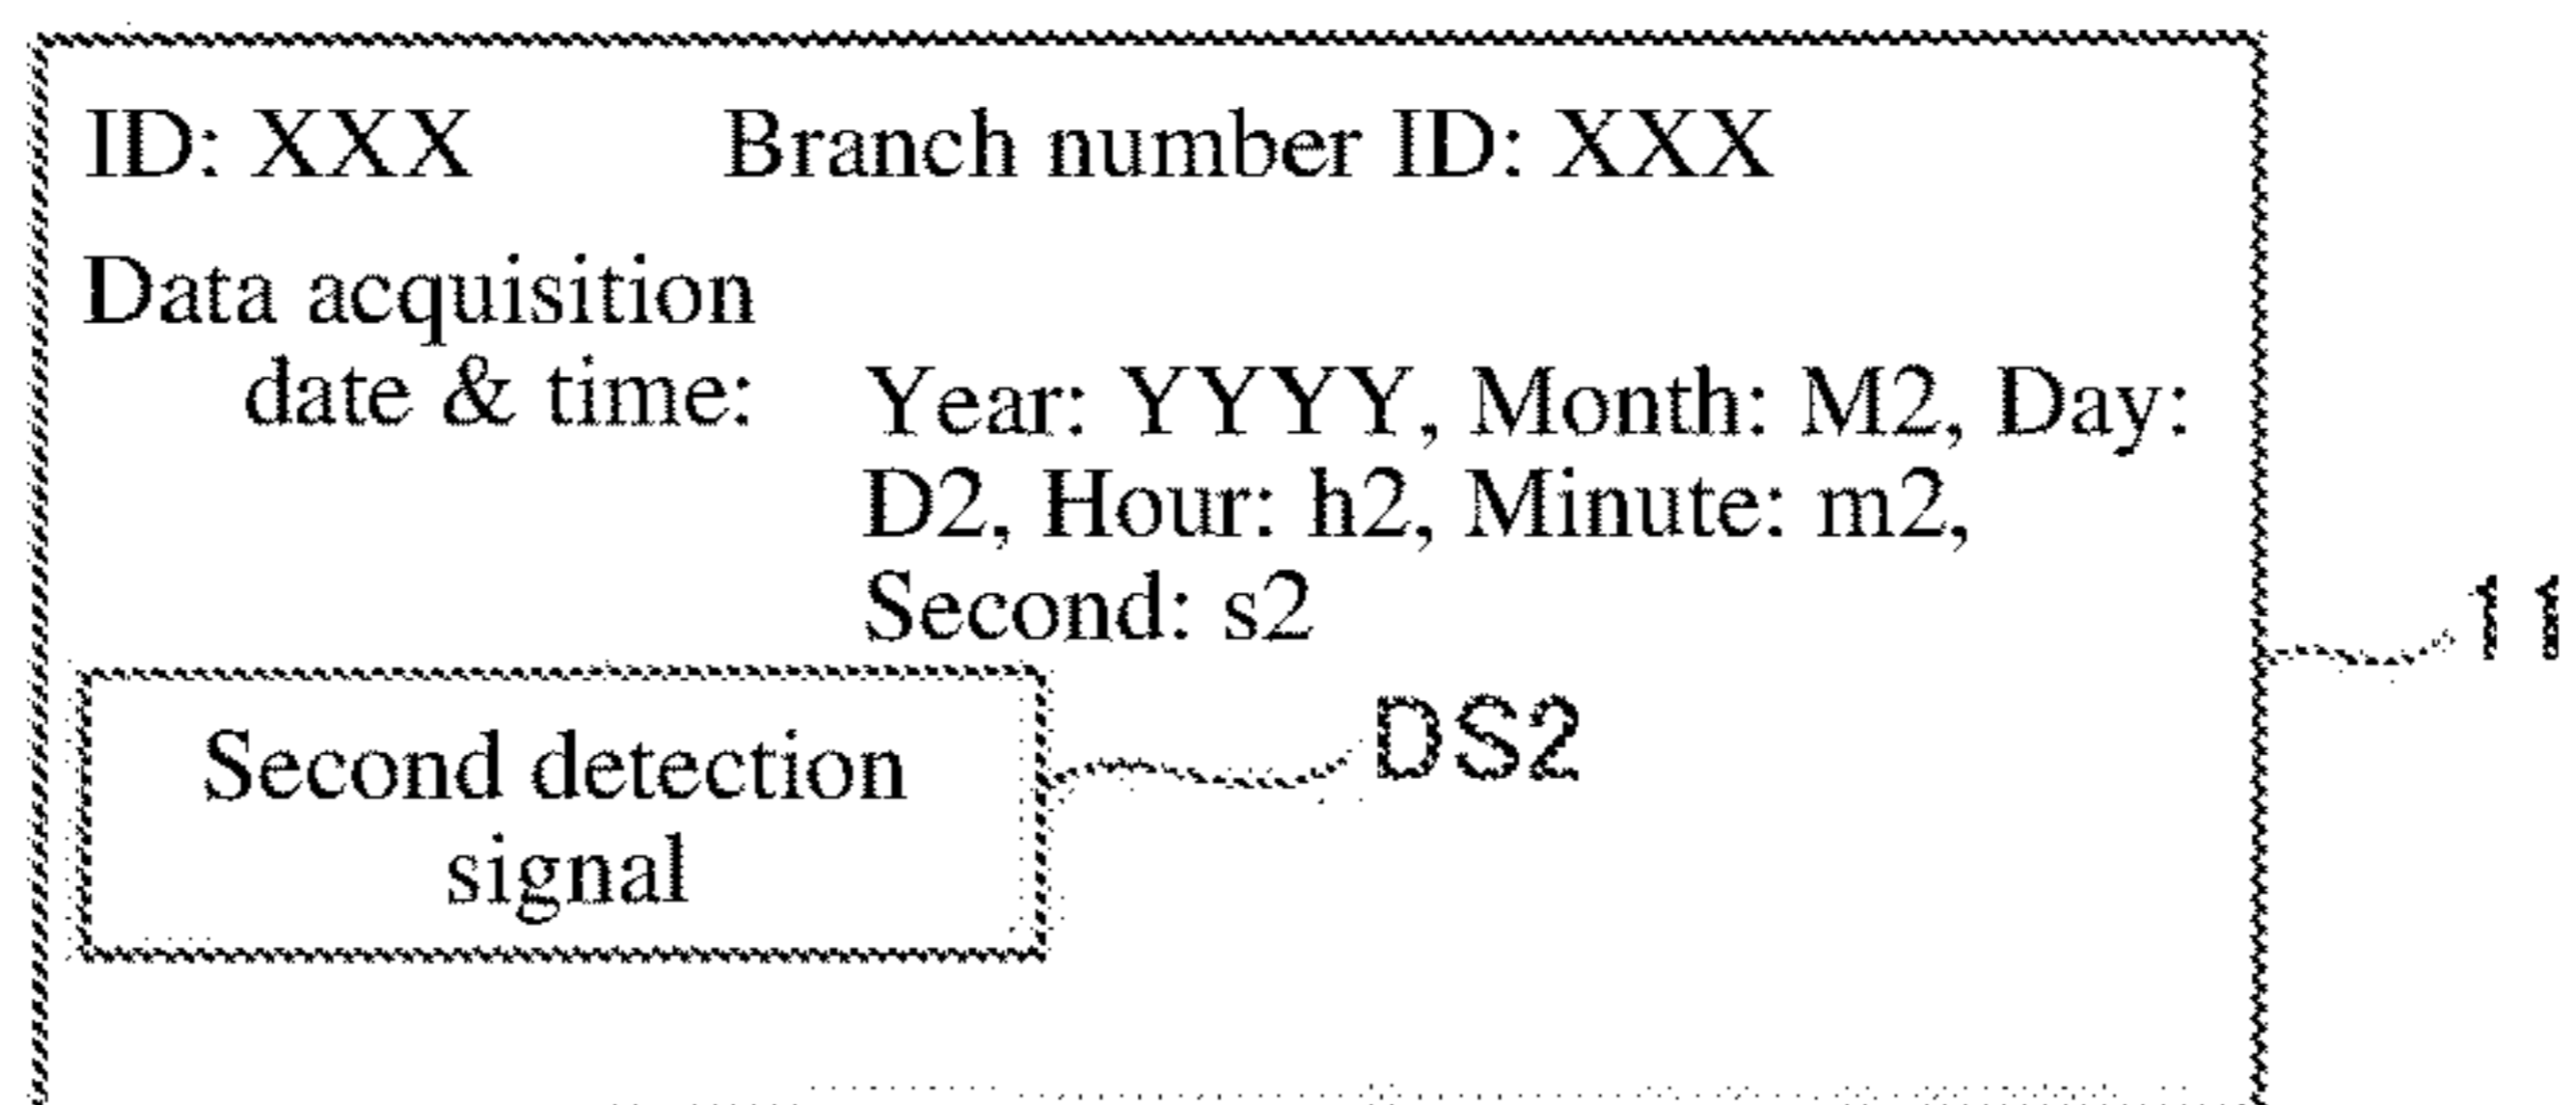 ID: XXX Branch number ID: XXX
Data acquisition
date & time:
Year: YYYY, Month: M2, Day:
D2, Hour: h2, Minute: m2,
Second: s2
11
DS2
Second detection
signal